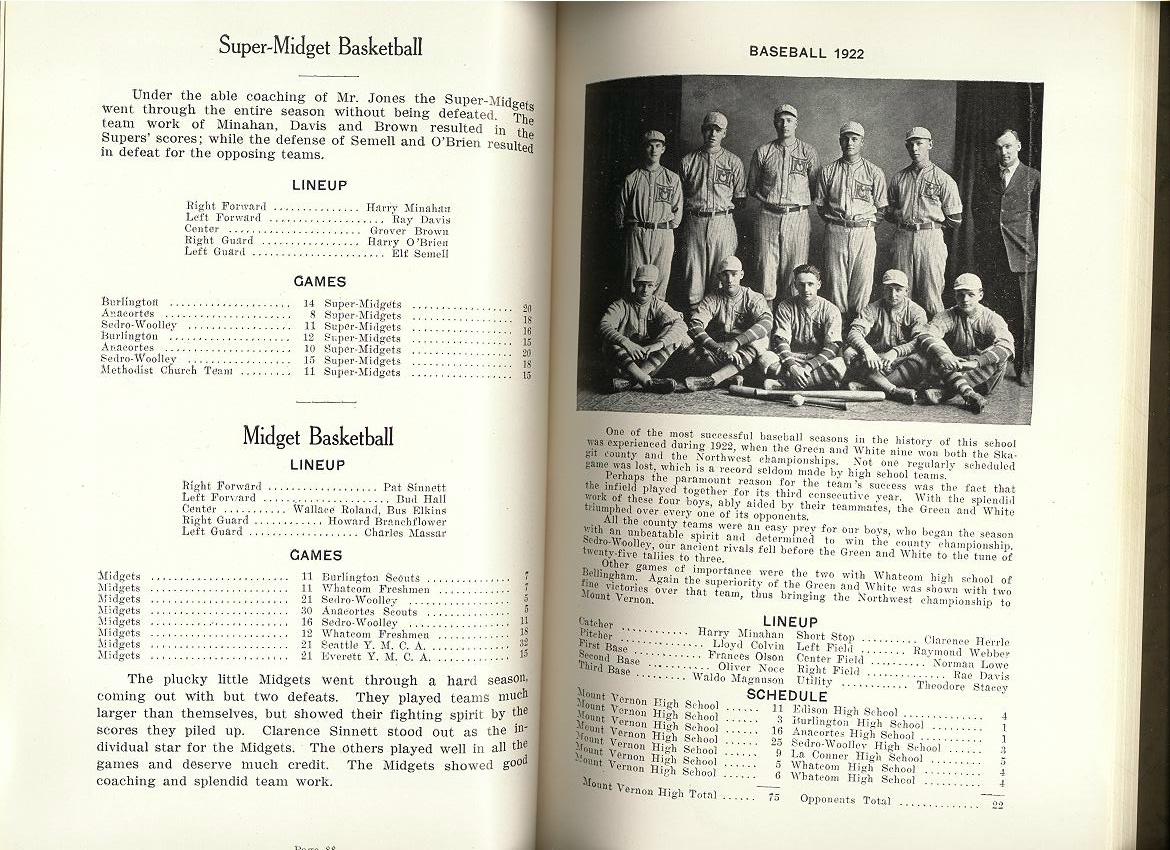 Super-Midget Basketball
Under the able coaching of Mr. Jones the Super-Midgets
went through the entire season without being defeated. The
team work of Minahan, Davis and Brown resulted in the
Supers' scores; while the defense of Semell and O'Brien resulted
in defeat for the opposing teams.
LINEUP
Right Forward .............. Harry Minahan
Left Forward .................. Ray Davis
Center ..................... Grover Brown
Right Guard ................. Harry O'Brien
Left Guard ....................... Elf Semell
GAMES
Burlington ..................... 14 Super-Midgets .................. 20
Anacortes ...................... 8 Super-Midgets .................. 18
Sedro-Woolley .................. 11 Super-Midgets .................. 16
Burlington ..................... 12 Super-Midgets .................. 15
Anacortes ...................... 10 Super-Midgets .................. 20
Sedro-Woolley .................. 15 Super-Midgets .................. 18
Methodist Church Team ......... 11 Super-Midgets .................. 15
Midget Basketball
LINEUP
Right Forward .................. Pat Sinnett
Left Forward ..................... Bud Hall
Center ......... Wallace Roland, Bus Elkins
Right Guard ........... Howard Branchflower
Left Guard .................. Charles Massar
GAMES
Midgets ........................ 11 Burlington Scouts .............. 7
Midgets ........................ 11 Whatcom Freshmen .............. 7
Midgets ........................ 21 Sedro-Woolley .................. 5
Midgets ........................ 30 Anacortes Scouts ............... 5
Midgets ........................ 16 Sedro-Woolley .................. 11
Midgets ........................ 12 Whatcom Freshmen .............. 18
Midgets ........................ 21 Seattle Y. M. C. A. ............ 32
Midgets ........................ 21 Everett Y. M. C. A. ............ 15
The plucky little Midgets went through a hard season,
coming out with but two defeats. They played teams much
larger than themselves, but showed their fighting spirit by the
scores they piled up. Clarence Sinnett stood out as the in-
dividual star for the Midgets. The others played well in all the
games and deserve much credit. The Midgets showed good
coaching and splendid team work.
Page 88
BASEBALL 1922
One of the most successful baseball seasons in the history of this school
was experienced during 1922, when the Green and White nine won both the Ska-
git county and the Northwest championships. Not one regularly scheduled
game was lost, which is a record seldom made by high school teams.
Perhaps the paramount reason for the team's success was the fact that
the infield played together for its third consecutive year. With the splendid
work of these four boys, ably aided by their teammates, the Green and White
triumphed over every one of its opponents.
All the county teams were an easy prey for our boys, who began the season
with an unbeatable spirit and determined to win the county championship.
Sedro-Woolley, our ancient rivals fell before the Green and White to the tune of
twenty-five tallies to three.
Other games of importance were the two with Whatcom high school of
Bellingham. Again the superiority of the Green and White was shown with two
fine victories over that team, thus bringing the Northwest championship to
Mount Vernon.
LINEUP
Catcher ............ Harry Minahan Short Stop ......... Clarence Herrle
Pitcher ............. Lloyd Colvin Left Field ......... Raymond Webber
First Base ......... Frances Olson Center Field ......... Norman Lowe
Second Base .......... Oliver Noce Right Field ........... Rae Davis
Third Base ........ Waldo Magnuson Utility ........... Theodore Stacey
SCHEDULE
Mount Vernon High School ...... 11 Edison High School .............. 4
Mount Vernon High School ...... 3 Burlington High School .......... 1
Mount Vernon High School ...... 16 Anacortes High School ........... 1
Mount Vernon High School ...... 25 Sedro-Woolley High School ....... 3
Mount Vernon High School ...... 9 La Conner High School ........... 5
Mount Vernon High School ...... 5 Whatcom High School ............. 4
Mount Vernon High School ...... 6 Whatcom High School ............. 4
Mount Vernon High Total ...... 75 Opponents Total ............... 22